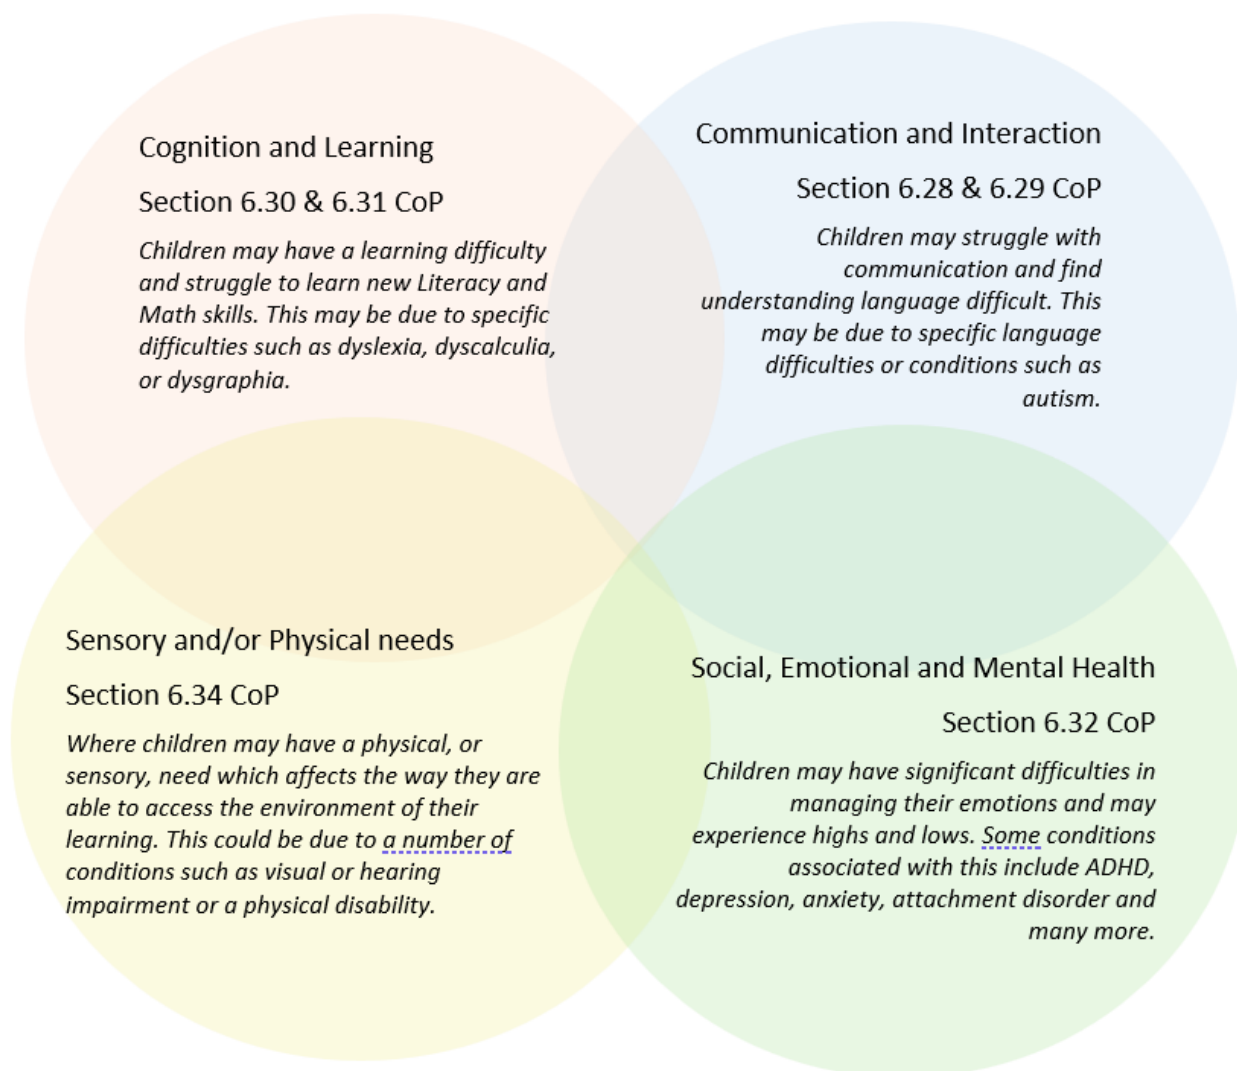 Cognition and Learning
Section 6.30 & 6.31 CoP
Children may have a learning difficulty
and struggle to learn new Literacy and
Math skills. This may be due to specific
difficulties such as dyslexia, dyscalculia,
or dysgraphia.
Communication and Interaction
Section 6.28 & 6.29 CoP
Children may struggle with
communication and find
understanding language difficult. This
may be due to specific language
difficulties or conditions such as
autism.
Sensory and/or Physical needs
Section 6.34 CoP
Where children may have a physical, or
sensory, need which affects the way they are
able to access the environment of their
learning. This could be due to a number of
conditions such as visual or hearing
impairment or a physical disability.
Social, Emotional and Mental Health
Section 6.32 CoP
Children may have significant difficulties in
managing their emotions and may
experience highs and lows. Some conditions
associated with this include ADHD,
depression, anxiety, attachment disorder and
many more.